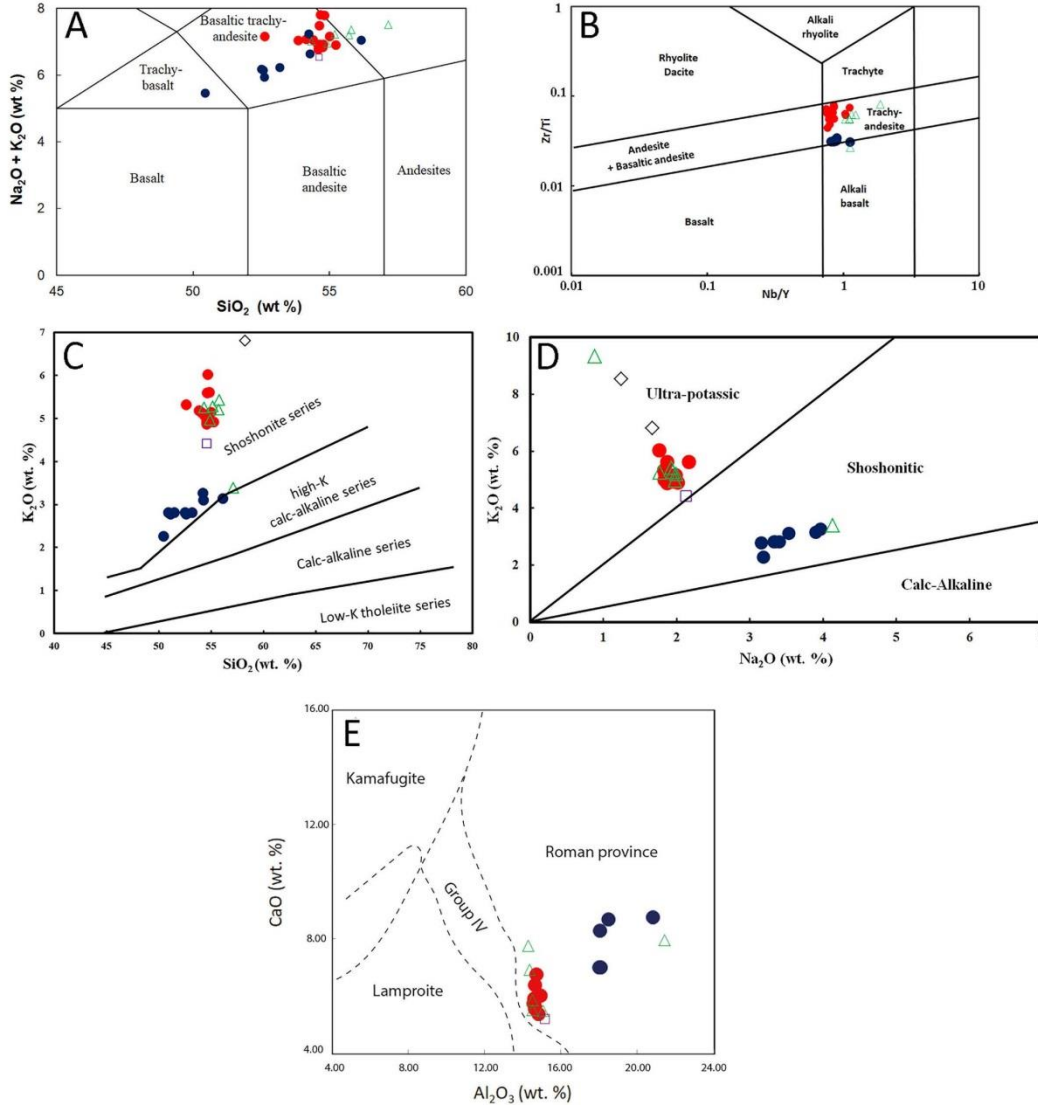 A
Basaltic trachy-
andesite
Trachy-
basalt
Basalt
Basaltic
andesite
Andesites
Na₂O + K₂O (wt %)
8
6
4
2
0
45
50
55
60
SiO₂ (wt %)
B
Alkali
rhyolite
Rhyolite
Dacite
Trachyte
Trachy-
andesite
Andesite
+ Basaltic andesite
Alkali
basalt
Basalt
Zr/Ti
1
0.1
0.01
0.001
0.01
0.1
1
10
Nb/Y
C
Shoshonite series
high-K
calc-alkaline series
Calc-alkaline series
Low-K tholeiite series
K₂O (wt. %)
7
6
5
4
3
2
1
0
40
45
50
55
60
65
70
75
80
SiO₂ (wt. %)
D
Ultra-potassic
Shoshonitic
Calc-Alkaline
K₂O (wt. %)
10
8
6
4
2
0
0
1
2
3
4
5
6
Na₂O (wt. %)
E
Kamafugite
Roman province
Group IV
Lamproite
CaO (wt. %)
16.00
12.00
8.00
4.00
4.00
8.00
12.00
16.00
20.00
24.00
Al₂O₃ (wt. %)